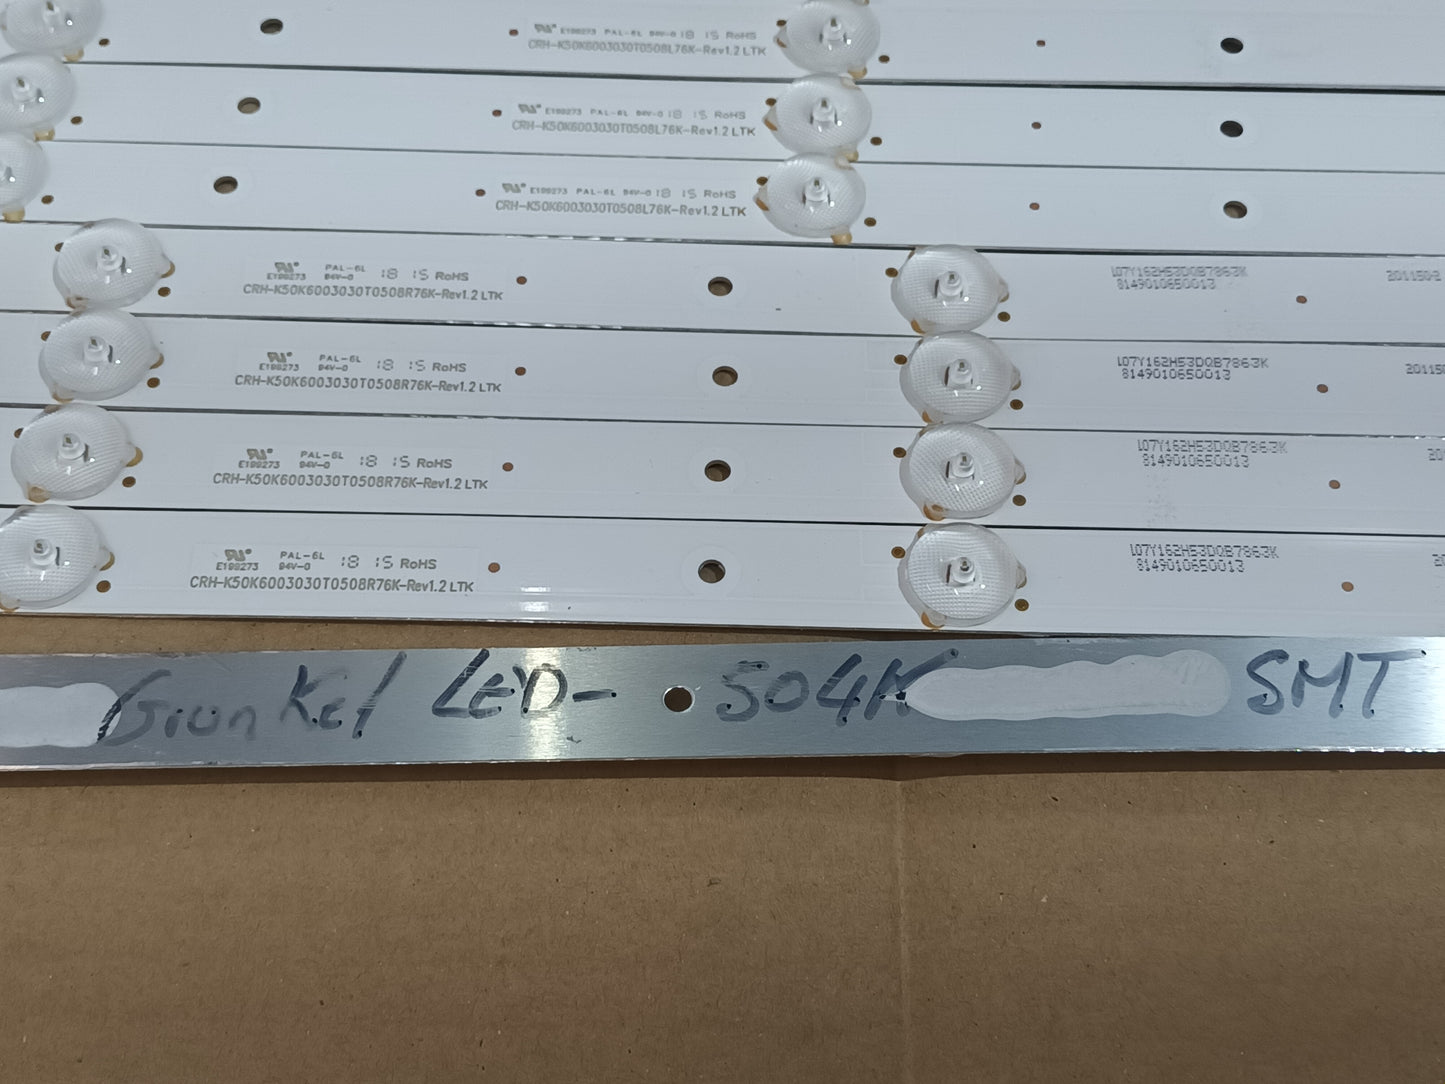 E199273 PAL-6L 94V-0 18 15 RoHS
CRH-K50K6003030T0508L76K-Rev1.2 LTK
E199273 PAL-6L 94V-0 18 15 RoHS
CRH-K50K6003030T0508L76K-Rev1.2 LTK
E199273 PAL-6L 94V-0 18 15 RoHS
CRH-K50K6003030T0508L76K-Rev1.2 LTK
PAL-6L 18 15 RoHS
E199273 94V-0
CRH-K50K6003030T0508R76K-Rev1.2 LTK
107Y162H53DQB7863K
8149010650013
PAL-6L 18 15 RoHS
E199273 94V-0
CRH-K50K6003030T0508R76K-Rev1.2 LTK
107Y162H53DQB7863K
8149010650013
PAL-6L 18 15 RoHS
E199273 94V-0
CRH-K50K6003030T0508R76K-Rev1.2 LTK
107Y162H53DQB7863K
8149010650013
PAL-6L 18 15 RoHS
E199273 94V-0
CRH-K50K6003030T0508R76K-Rev1.2 LTK
107Y162H53DQB7863K
8149010650013
LED- 504K SMT